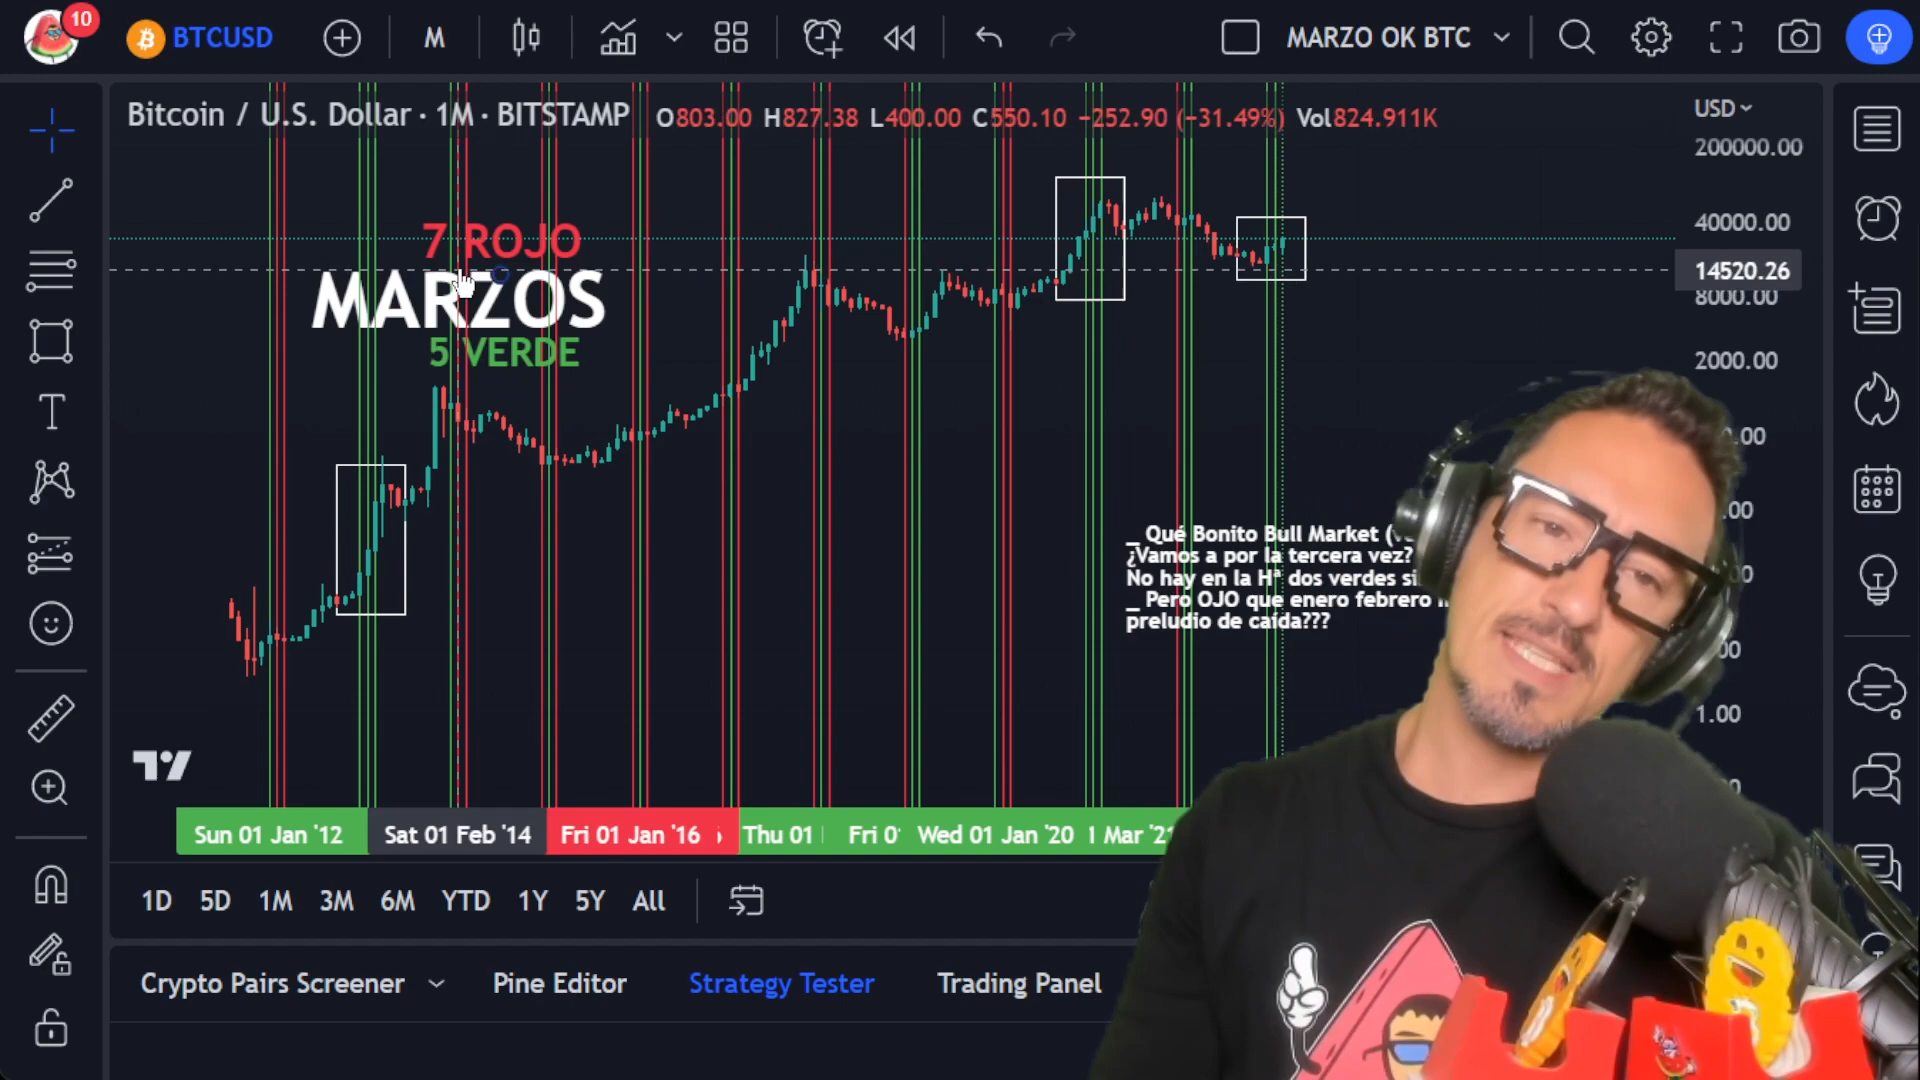 10
BTCUSD
M
MARZO OK BTC
Bitcoin / U.S. Dollar · 1M · BITSTAMP O803.00 H827.38 L400.00 C550.10 −252.90 (−31.49%) Vol824.911K
USD
200000.00
40000.00
14520.26
8000.00
2000.00
1.00
7 ROJO
MARZOS
5 VERDE
_ Qué Bonito Bull Market
¿Vamos a por la tercera vez?
No hay en la Hª dos verdes
_ Pero OJO que enero febrero
preludio de caída???
Sun 01 Jan '12 Sat 01 Feb '14 Fri 01 Jan '16 Thu 01 Wed 01 Jan '20
1D 5D 1M 3M 6M YTD 1Y 5Y All
Crypto Pairs Screener Pine Editor Strategy Tester Trading Panel